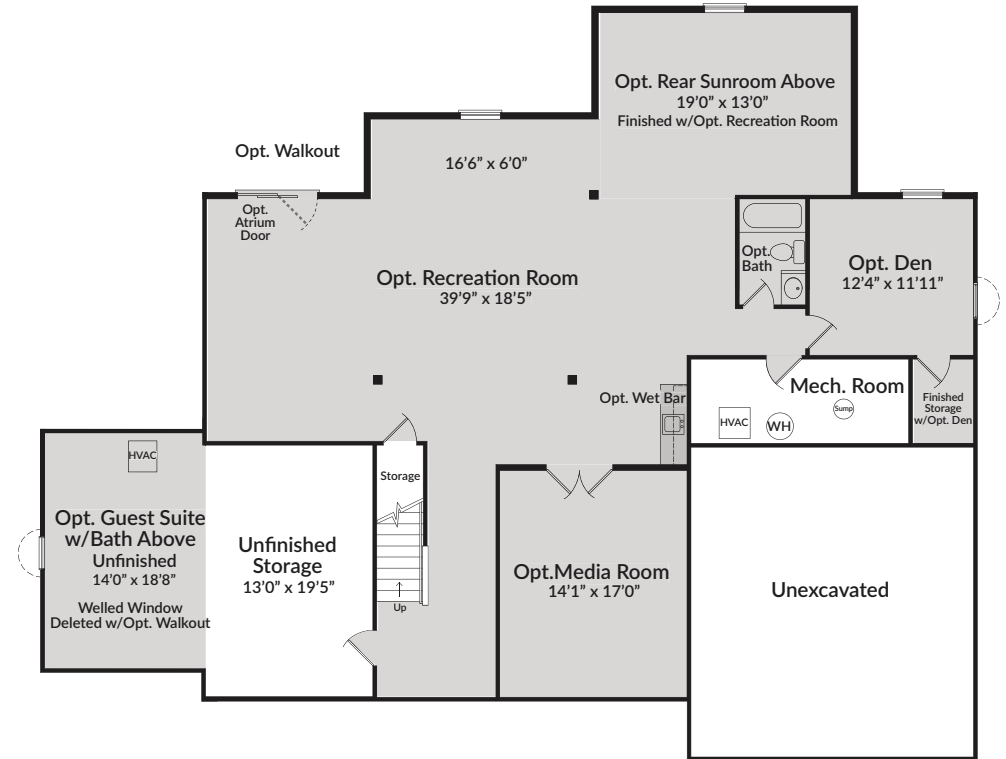 Opt. Rear Sunroom Above
19’0” x 13’0”
Finished w/Opt. Recreation Room
Opt. Walkout
16’6” x 6’0”
Opt.
Atrium
Door
Opt.
Bath
Opt. Den
12’4” x 11’11”
Opt. Recreation Room
39’9” x 18’5”
Mech. Room
Opt. Wet Bar
HVAC
WH
Sump
Finished
Storage
w/Opt. Den
HVAC
Storage
Opt. Guest Suite
w/Bath Above
Unfinished
14’0” x 18’8”
Welled Window
Deleted w/Opt. Walkout
Unfinished
Storage
13’0” x 19’5”
Up
Opt.Media Room
14’1” x 17’0”
Unexcavated